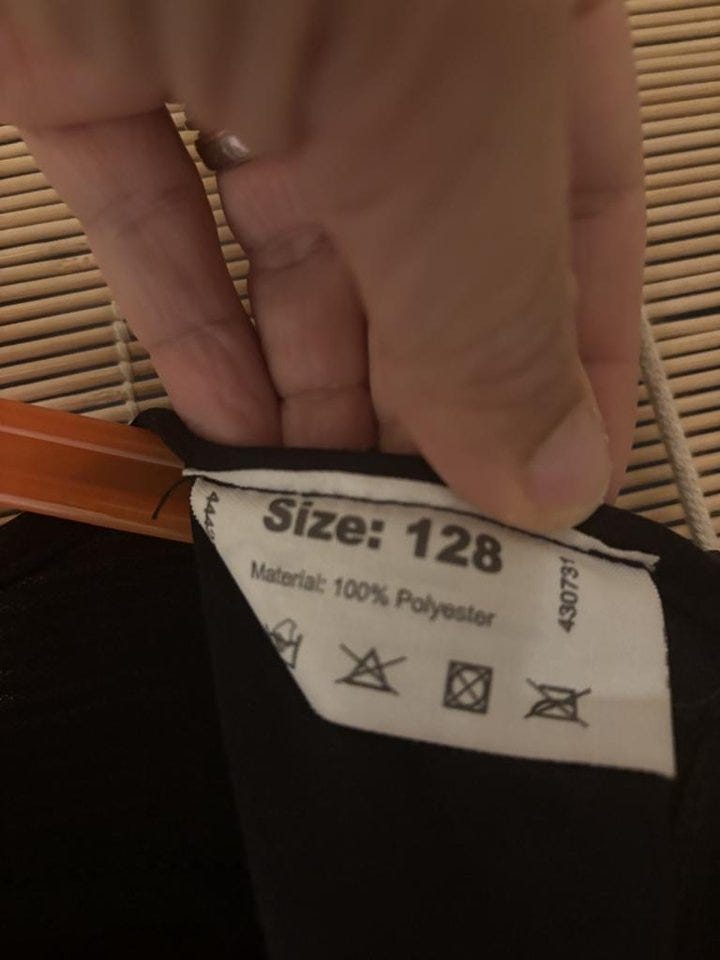 Size: 128
Material: 100% Polyester
430731